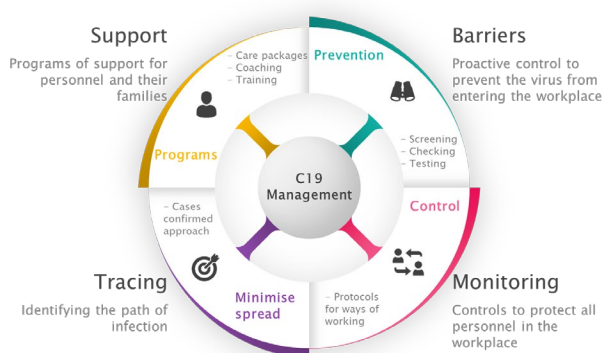 Support
Programs of support for
personnel and their
families
– Care packages
– Coaching
– Training
Programs
Prevention
– Screening
– Checking
– Testing
Barriers
Proactive control to
prevent the virus from
entering the workplace
C19
Management
– Cases
confirmed
approach
Minimise
spread
Tracing
Identifying the path of
infection
Control
– Protocols
for ways of
working
Monitoring
Controls to protect all
personnel in the
workplace